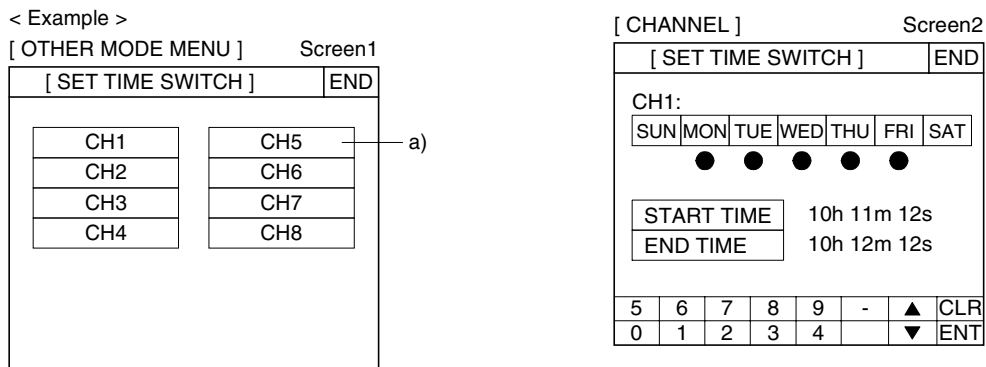 < Example >
[ OTHER MODE MENU ] Screen1
[ SET TIME SWITCH ] END
CH1 CH5 a)
CH2 CH6
CH3 CH7
CH4 CH8
[ CHANNEL ] Screen2
[ SET TIME SWITCH ] END
CH1:
SUN MON TUE WED THU FRI SAT
START TIME 10h 11m 12s
END TIME 10h 12m 12s
5 6 7 8 9 - ▲ CLR
0 1 2 3 4 ▼ ENT